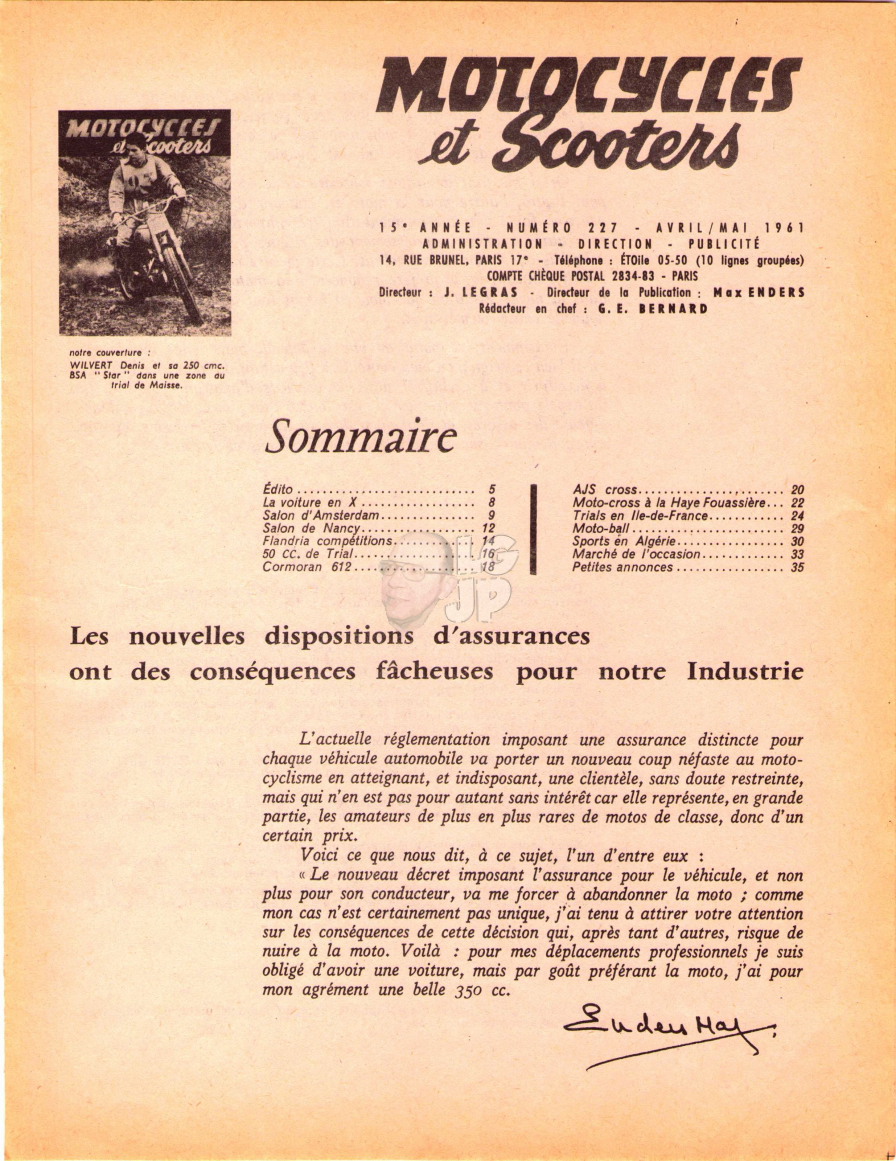 MOTOCYCLES
et Scooters
MOTOCYCLES
et Scooters
15e ANNÉE - NUMÉRO 227 - AVRIL/MAI 1961
ADMINISTRATION - DIRECTION - PUBLICITÉ
14, RUE BRUNEL, PARIS 17e - Téléphone : ÉTOile 05-50 (10 lignes groupées)
COMPTE CHÈQUE POSTAL 2834-83 - PARIS
Directeur : J. LEGRAS - Directeur de la Publication : Max ENDERS
Rédacteur en chef : G. E. BERNARD
notre couverture :
WILVERT Denis et sa 250 cmc.
BSA "Star" dans une zone au
trial de Maisse.
Sommaire
Édito .......................... 5
La voiture en X .................. 8
Salon d'Amsterdam............... 9
Salon de Nancy.................. 12
Flandria compétitions............. 14
50 CC. de Trial................... 16
Cormoran 612................... 18
AJS cross....................... 20
Moto-cross à la Haye Fouassière... 22
Trials en Ile-de-France............ 24
Moto-ball....................... 29
Sports en Algérie................. 30
Marché de l'occasion............. 33
Petites annonces ................. 35
LG
JP
Les nouvelles dispositions d'assurances
ont des conséquences fâcheuses pour notre Industrie
L'actuelle réglementation imposant une assurance distincte pour
chaque véhicule automobile va porter un nouveau coup néfaste au moto-
cyclisme en atteignant, et indisposant, une clientèle, sans doute restreinte,
mais qui n'en est pas pour autant sans intérêt car elle représente, en grande
partie, les amateurs de plus en plus rares de motos de classe, donc d'un
certain prix.
Voici ce que nous dit, à ce sujet, l'un d'entre eux :
« Le nouveau décret imposant l'assurance pour le véhicule, et non
plus pour son conducteur, va me forcer à abandonner la moto ; comme
mon cas n'est certainement pas unique, j'ai tenu à attirer votre attention
sur les conséquences de cette décision qui, après tant d'autres, risque de
nuire à la moto. Voilà : pour mes déplacements professionnels je suis
obligé d'avoir une voiture, mais par goût préférant la moto, j'ai pour
mon agrément une belle 350 cc.
Enders Max